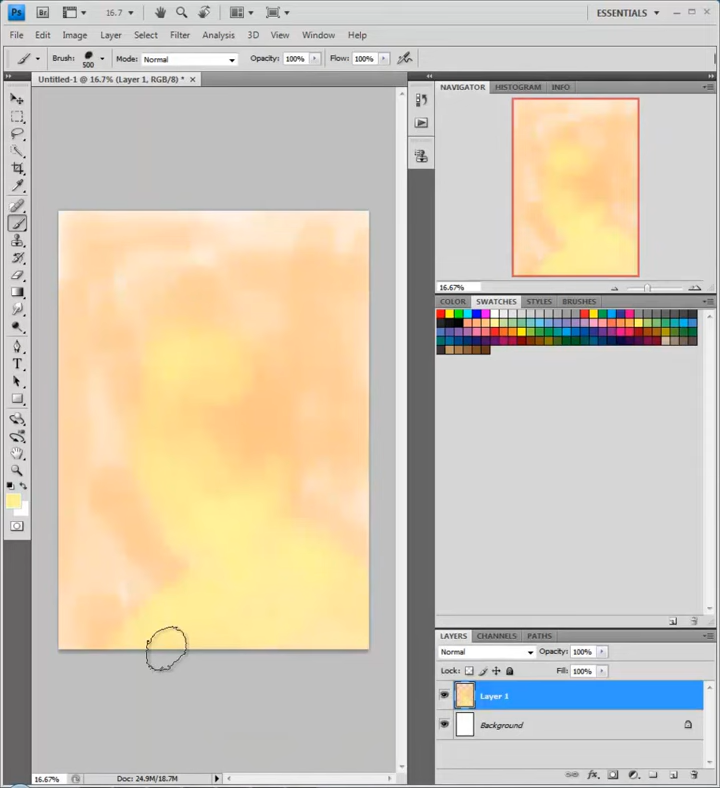 Ps Br 16.7 ESSENTIALS
File Edit Image Layer Select Filter Analysis 3D View Window Help
Brush: 500 Mode: Normal Opacity: 100% Flow: 100%
Untitled-1 @ 16.7% (Layer 1, RGB/8) *
NAVIGATOR HISTOGRAM INFO
16.67%
COLOR SWATCHES STYLES BRUSHES
T
LAYERS CHANNELS PATHS
Normal Opacity: 100%
Lock: Fill: 100%
Layer 1
Background
fx
16.67% Doc: 24.9M/18.7M